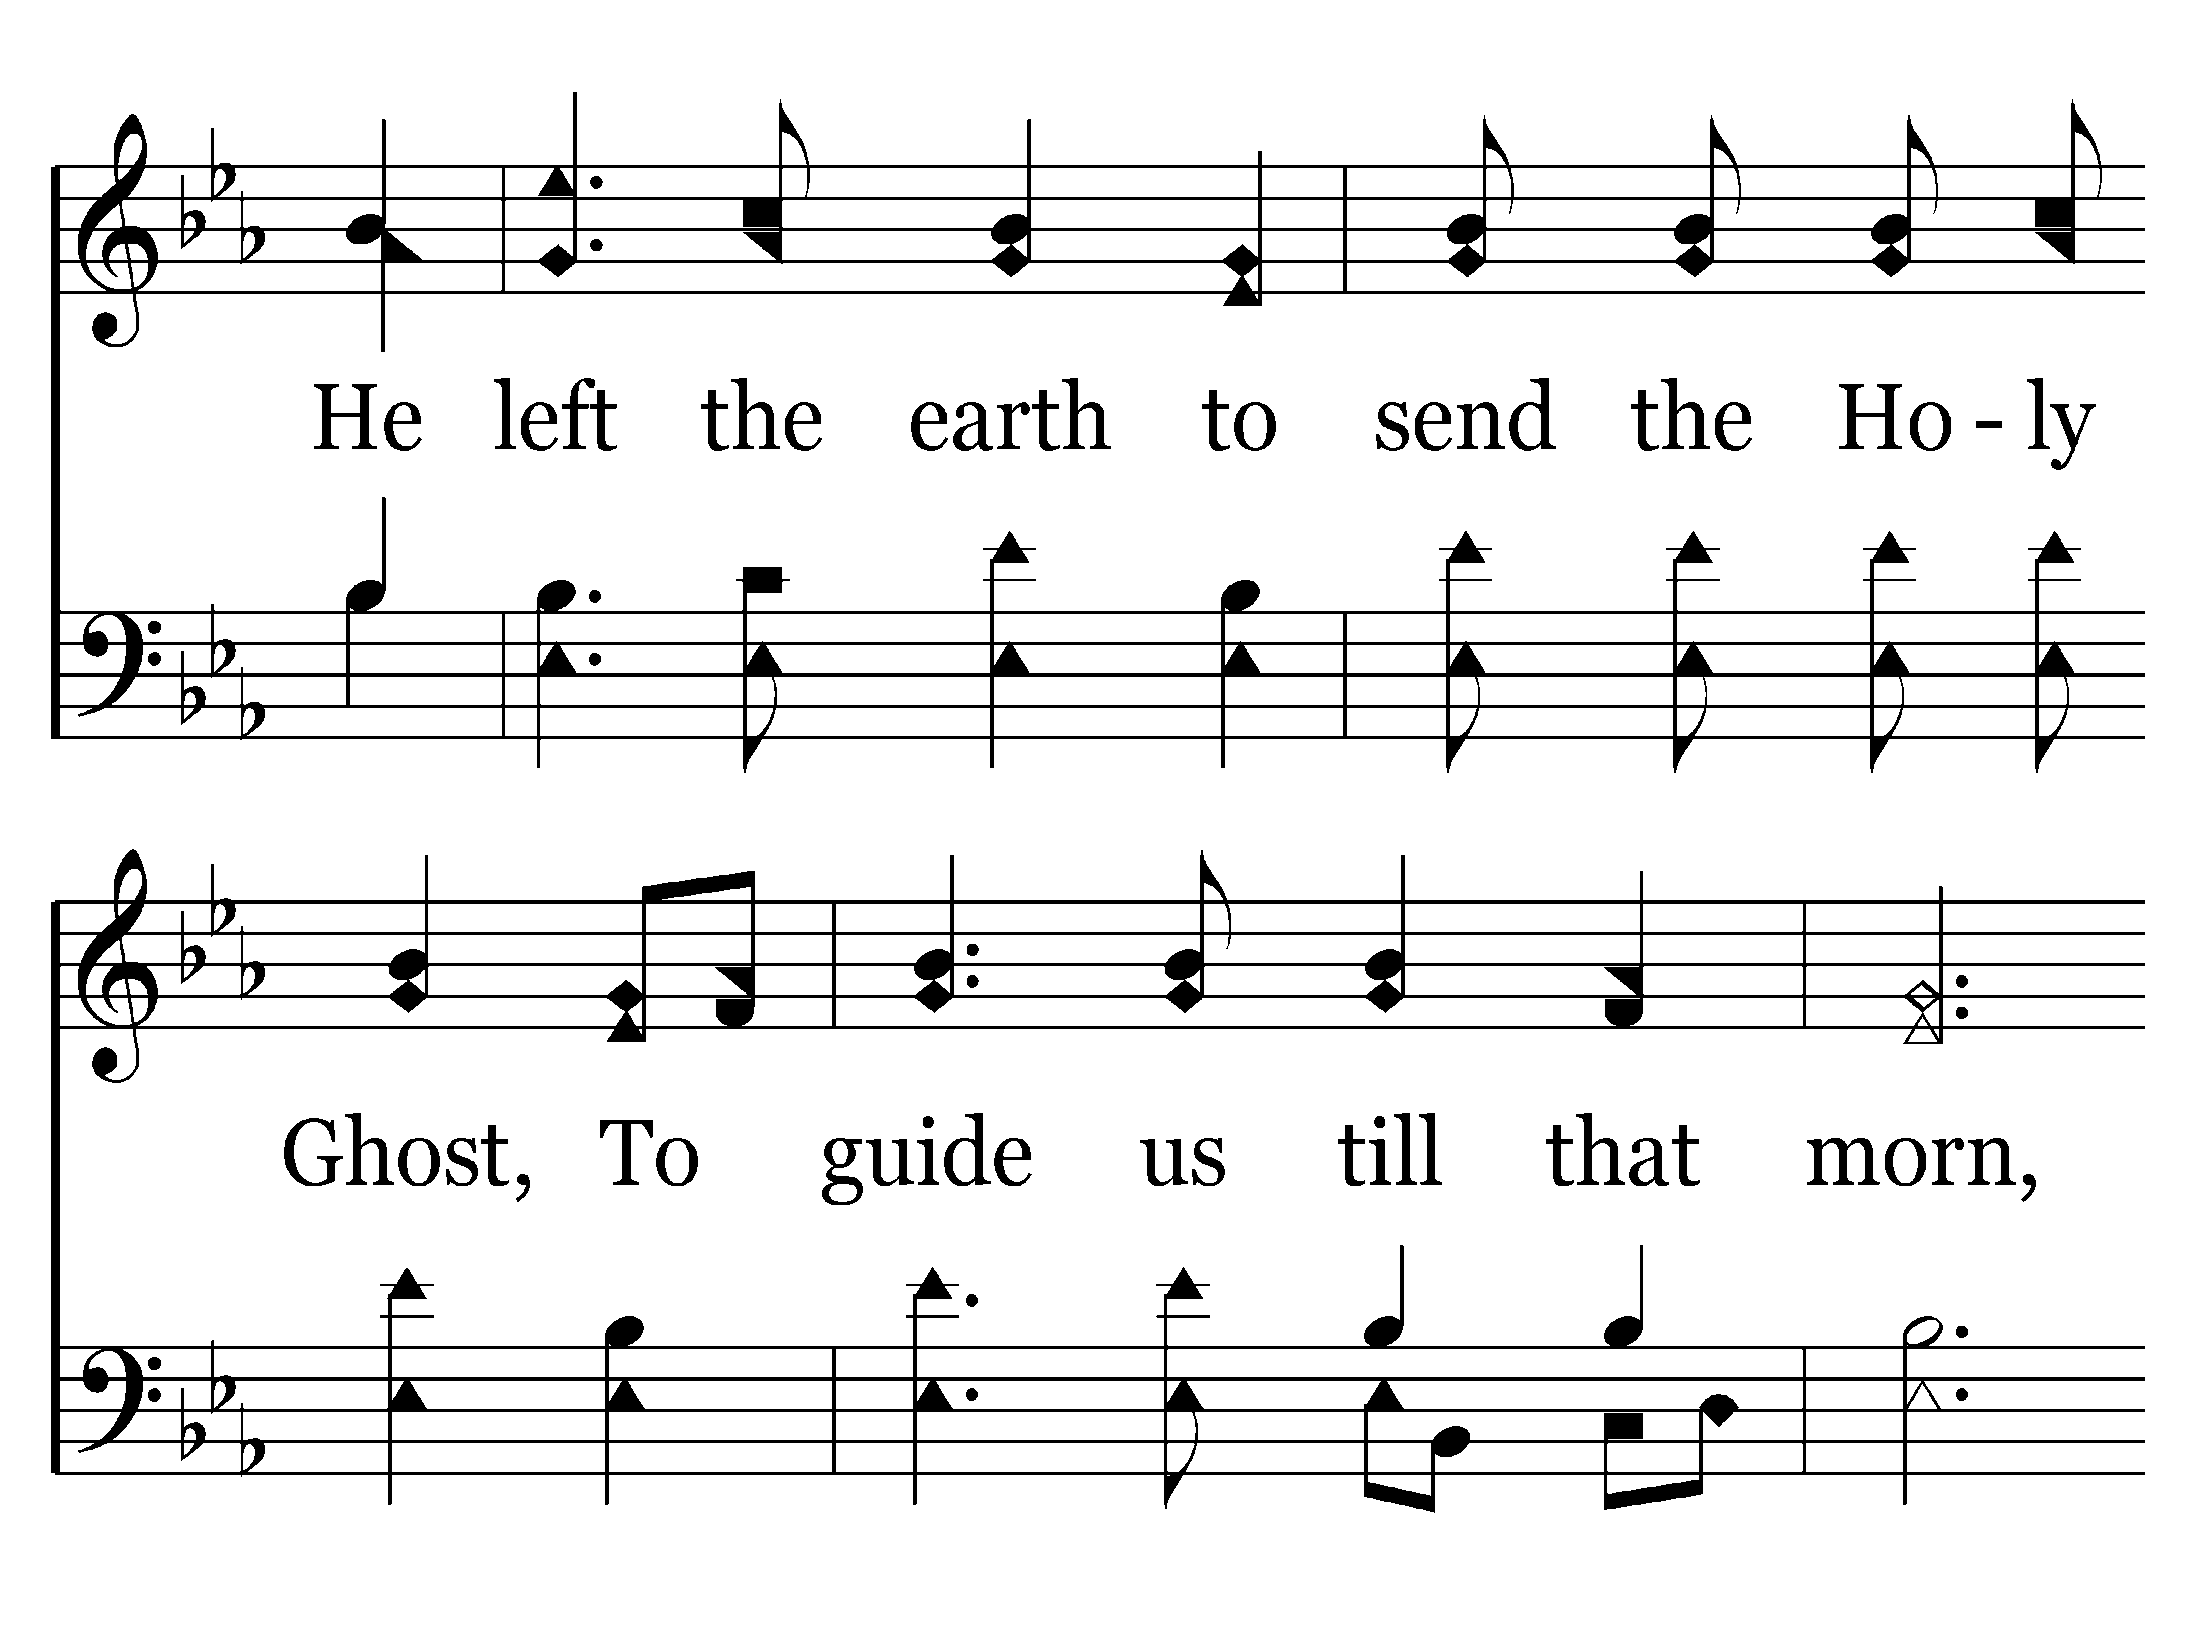 He left the earth to send the Ho - ly
Ghost, To guide us till that morn,